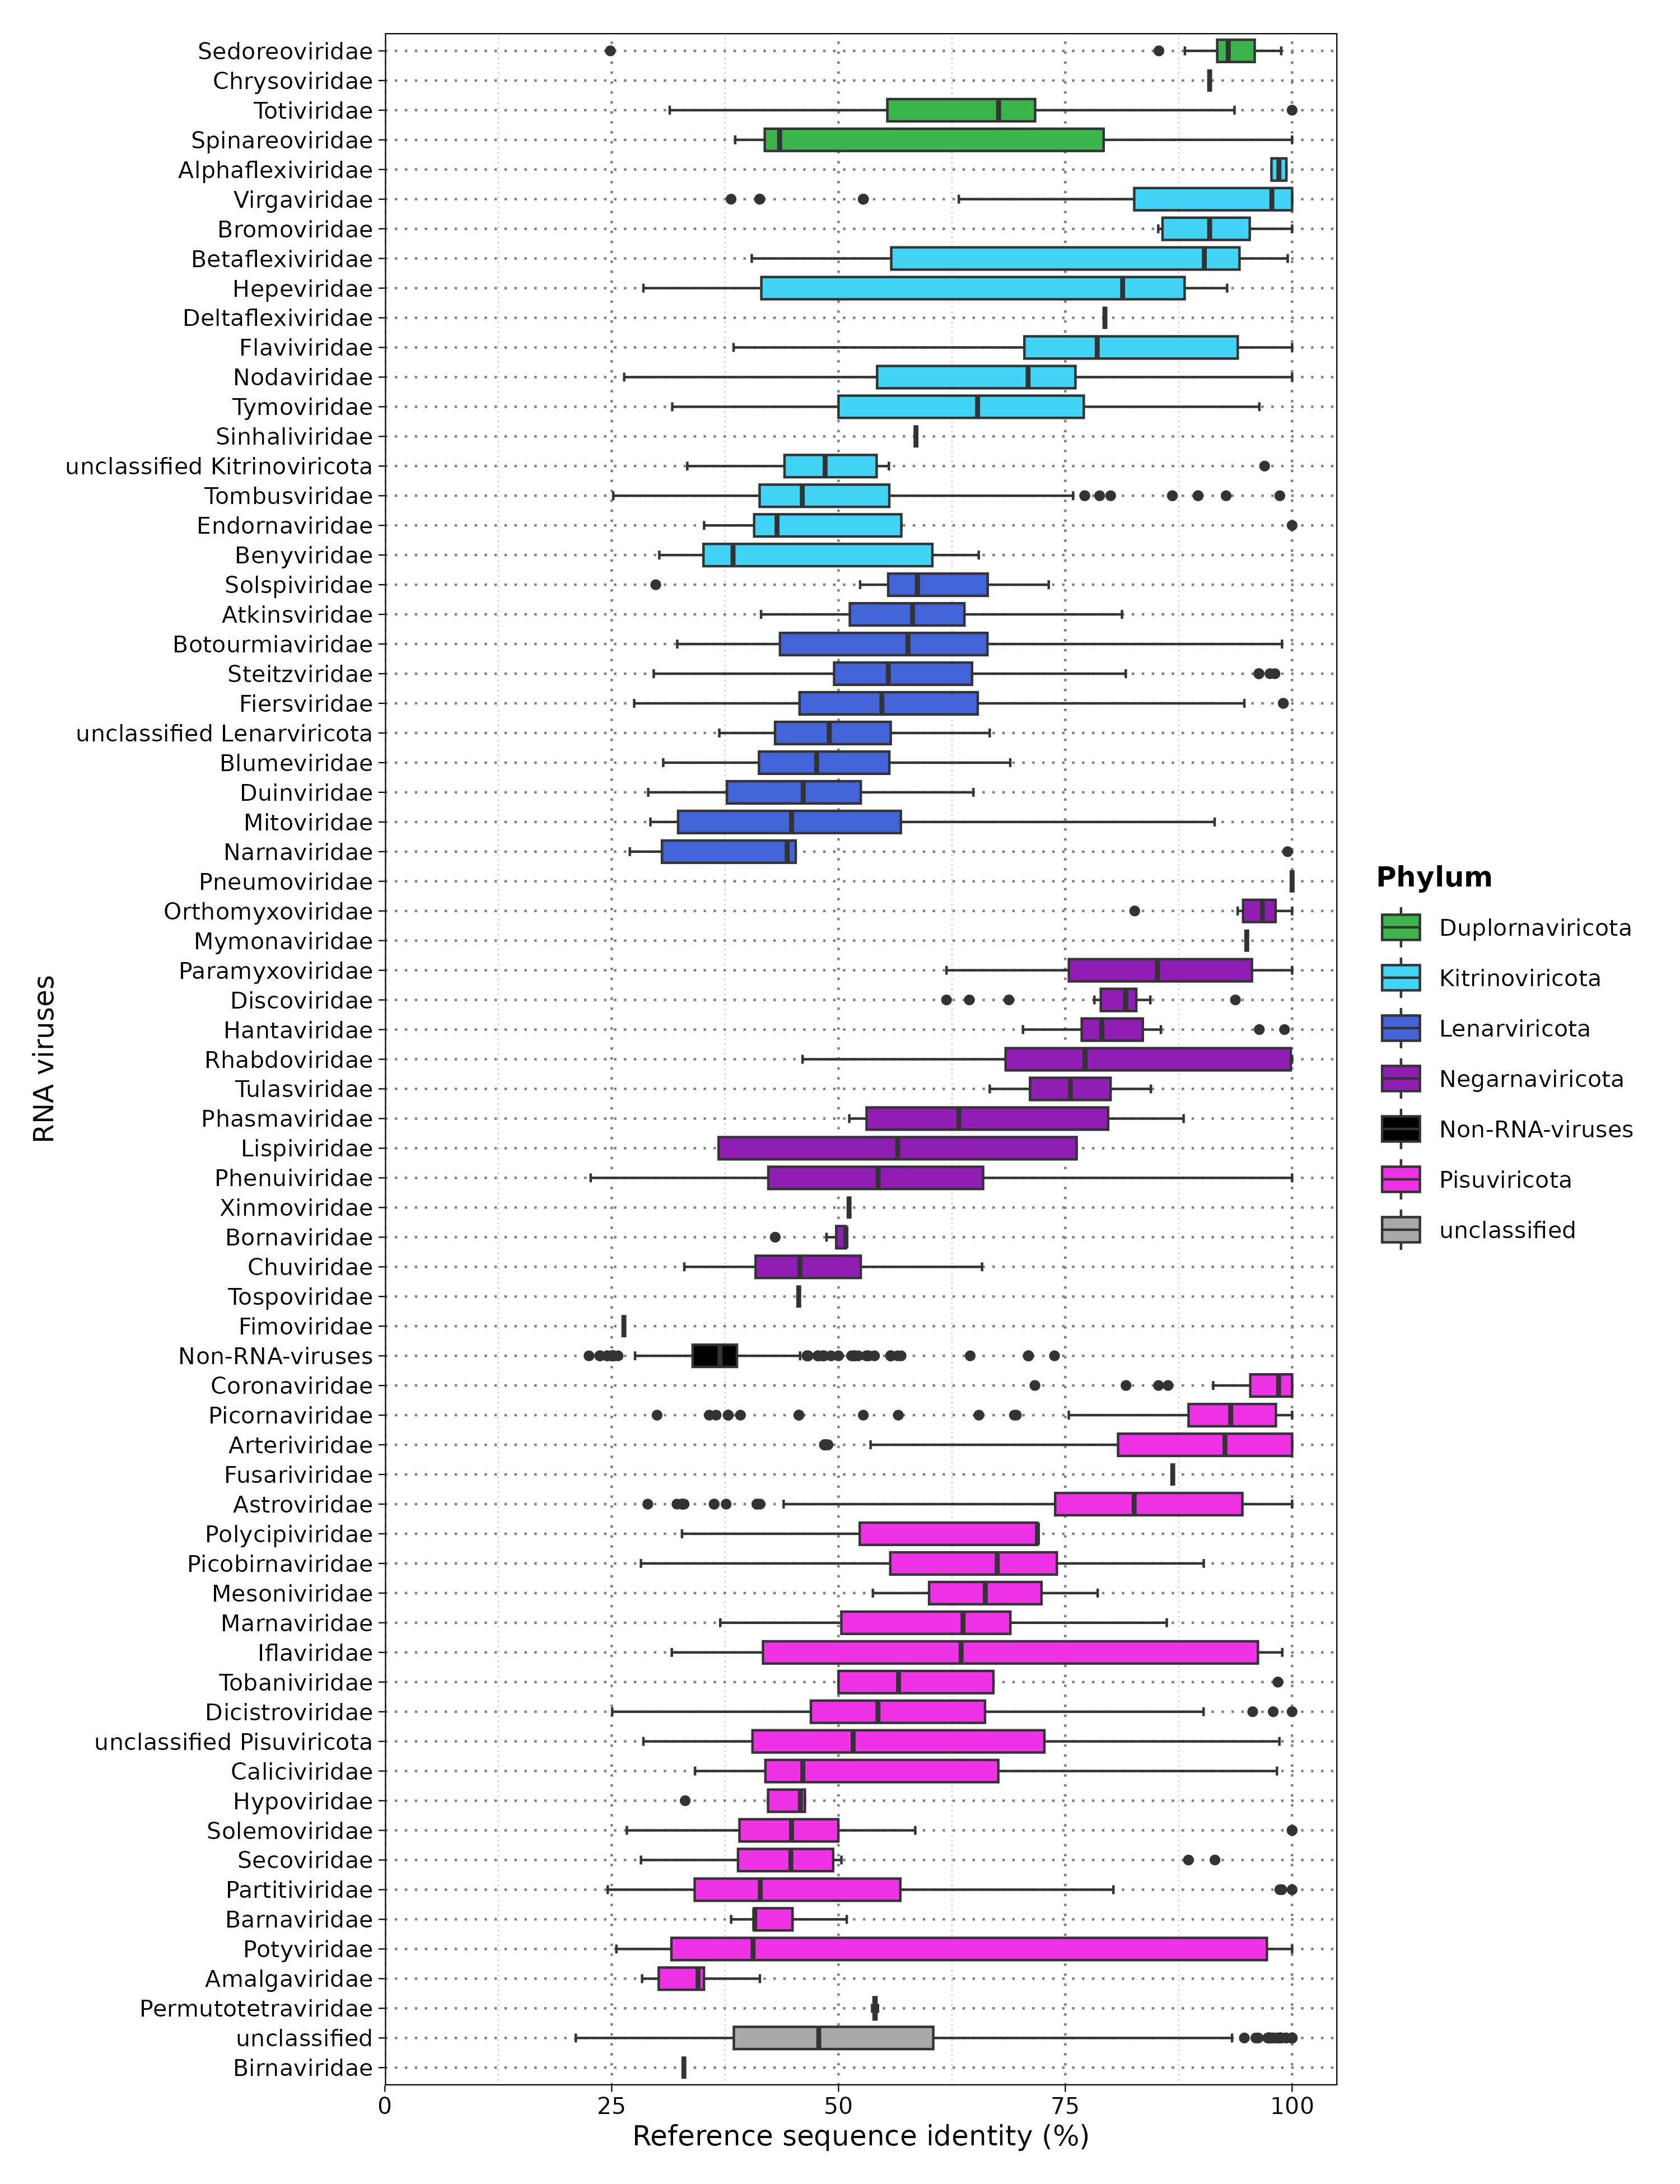 Sedoreoviridae
Chrysoviridae
Totiviridae
Spinareoviridae
Alphaflexiviridae
Virgaviridae
Bromoviridae
Betaflexiviridae
Hepeviridae
Deltaflexiviridae
Flaviviridae
Nodaviridae
Tymoviridae
Sinhaliviridae
unclassified Kitrinoviricota
Tombusviridae
Endornaviridae
Benyviridae
Solspiviridae
Atkinsviridae
Botourmiaviridae
Steitzviridae
Fiersviridae
unclassified Lenarviricota
Blumeviridae
Duinviridae
Mitoviridae
Narnaviridae
Pneumoviridae
Orthomyxoviridae
Mymonaviridae
Paramyxoviridae
Discoviridae
Hantaviridae
Rhabdoviridae
Tulasviridae
Phasmaviridae
Lispiviridae
Phenuiviridae
Xinmoviridae
Bornaviridae
Chuviridae
Tospoviridae
Fimoviridae
Non-RNA-viruses
Coronaviridae
Picornaviridae
Arteriviridae
Fusariviridae
Astroviridae
Polycipiviridae
Picobirnaviridae
Mesoniviridae
Marnaviridae
Iflaviridae
Tobaniviridae
Dicistroviridae
unclassified Pisuviricota
Caliciviridae
Hypoviridae
Solemoviridae
Secoviridae
Partitiviridae
Barnaviridae
Potyviridae
Amalgaviridae
Permutotetraviridae
unclassified
Birnaviridae
RNA viruses
0 25 50 75 100
Reference sequence identity (%)
Phylum
Duplornaviricota
Kitrinoviricota
Lenarviricota
Negarnaviricota
Non-RNA-viruses
Pisuviricota
unclassified